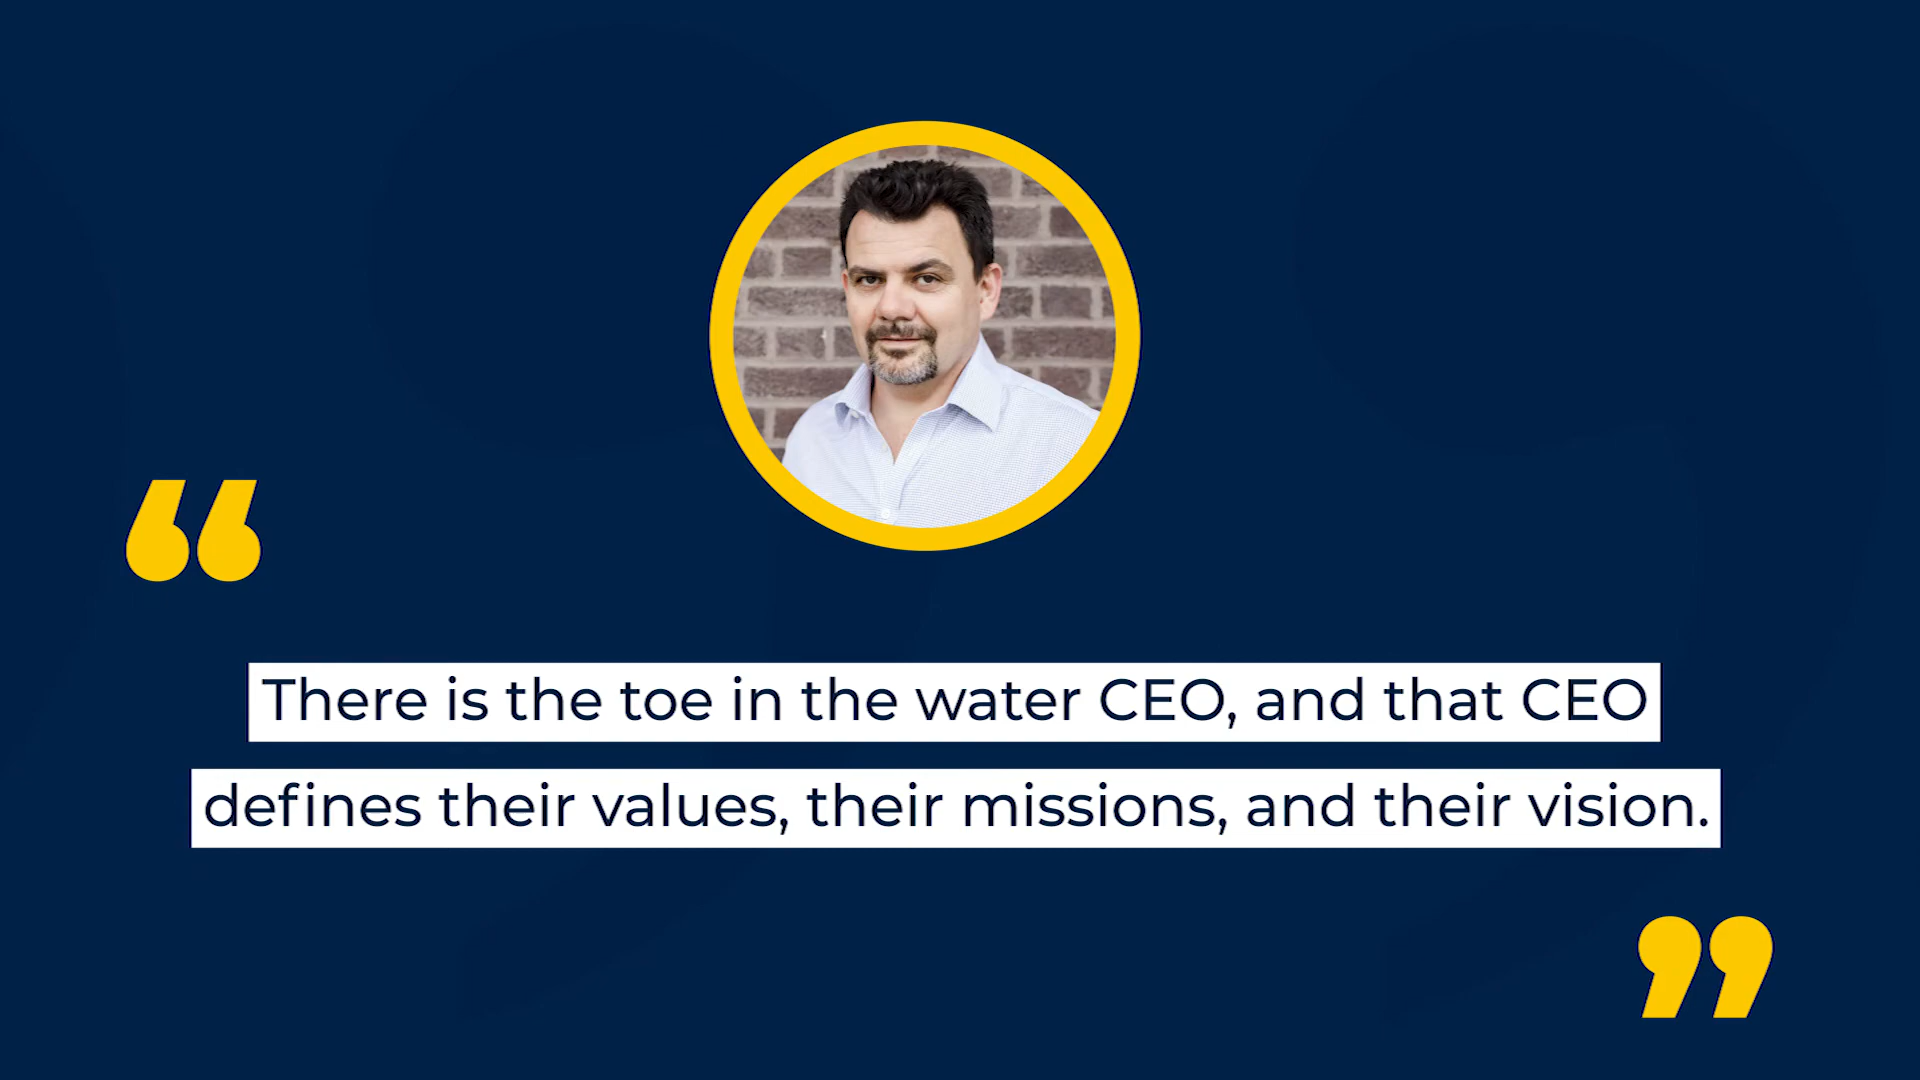 “
There is the toe in the water CEO, and that CEO
defines their values, their missions, and their vision.
”